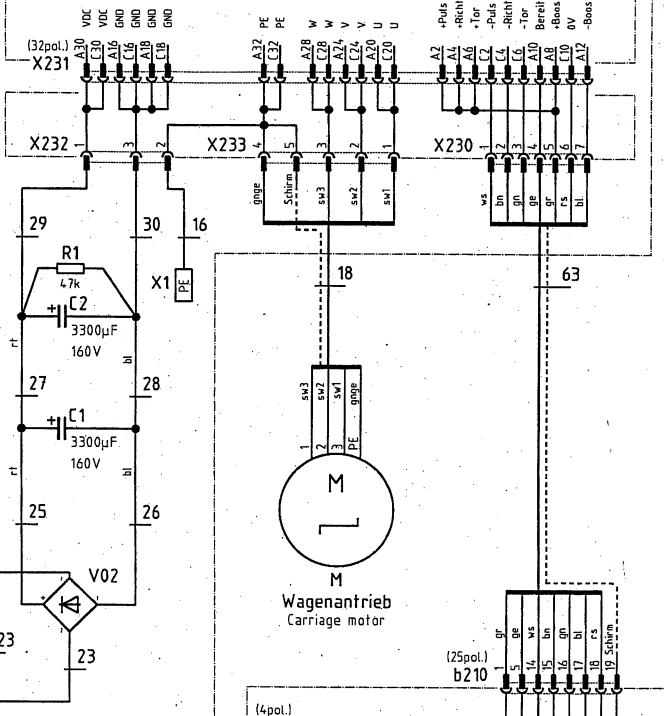 VDC VDC GND GND GND GND PE PE W W V V U U +Puls +Richt +Tor -Puls -Richt -Tor Bereit +Boos 0V -Boos
(32pol.) A30 C30 A16 C16 A18 C18 A32 C32 A28 C28 A24 C24 A20 C20 A2 A4 A6 C2 C4 C6 A10 A8 C10 A12
X231
X232 1 3 2 X233 4 5 3 2 1 X230 1 2 3 4 5 6 7
gnge Schirm sw3 sw2 sw1 ws bn gn ge gr rs bl
29 30 16
R1
47k
X1 PE
18 63
+ C2
3300µF
160V
rt bl
27 28
sw3 sw2 sw1 gnge
+ C1
3300µF
160V
1 2 3 PE
rt bl
M
25 26
M
V02
Wagenantrieb
Carriage motor
+ -
gr ge ws bn gn bl rs Schirm
23 23
(25pol.) 1 5 14 15 16 17 18 19
b210
(4pol.)